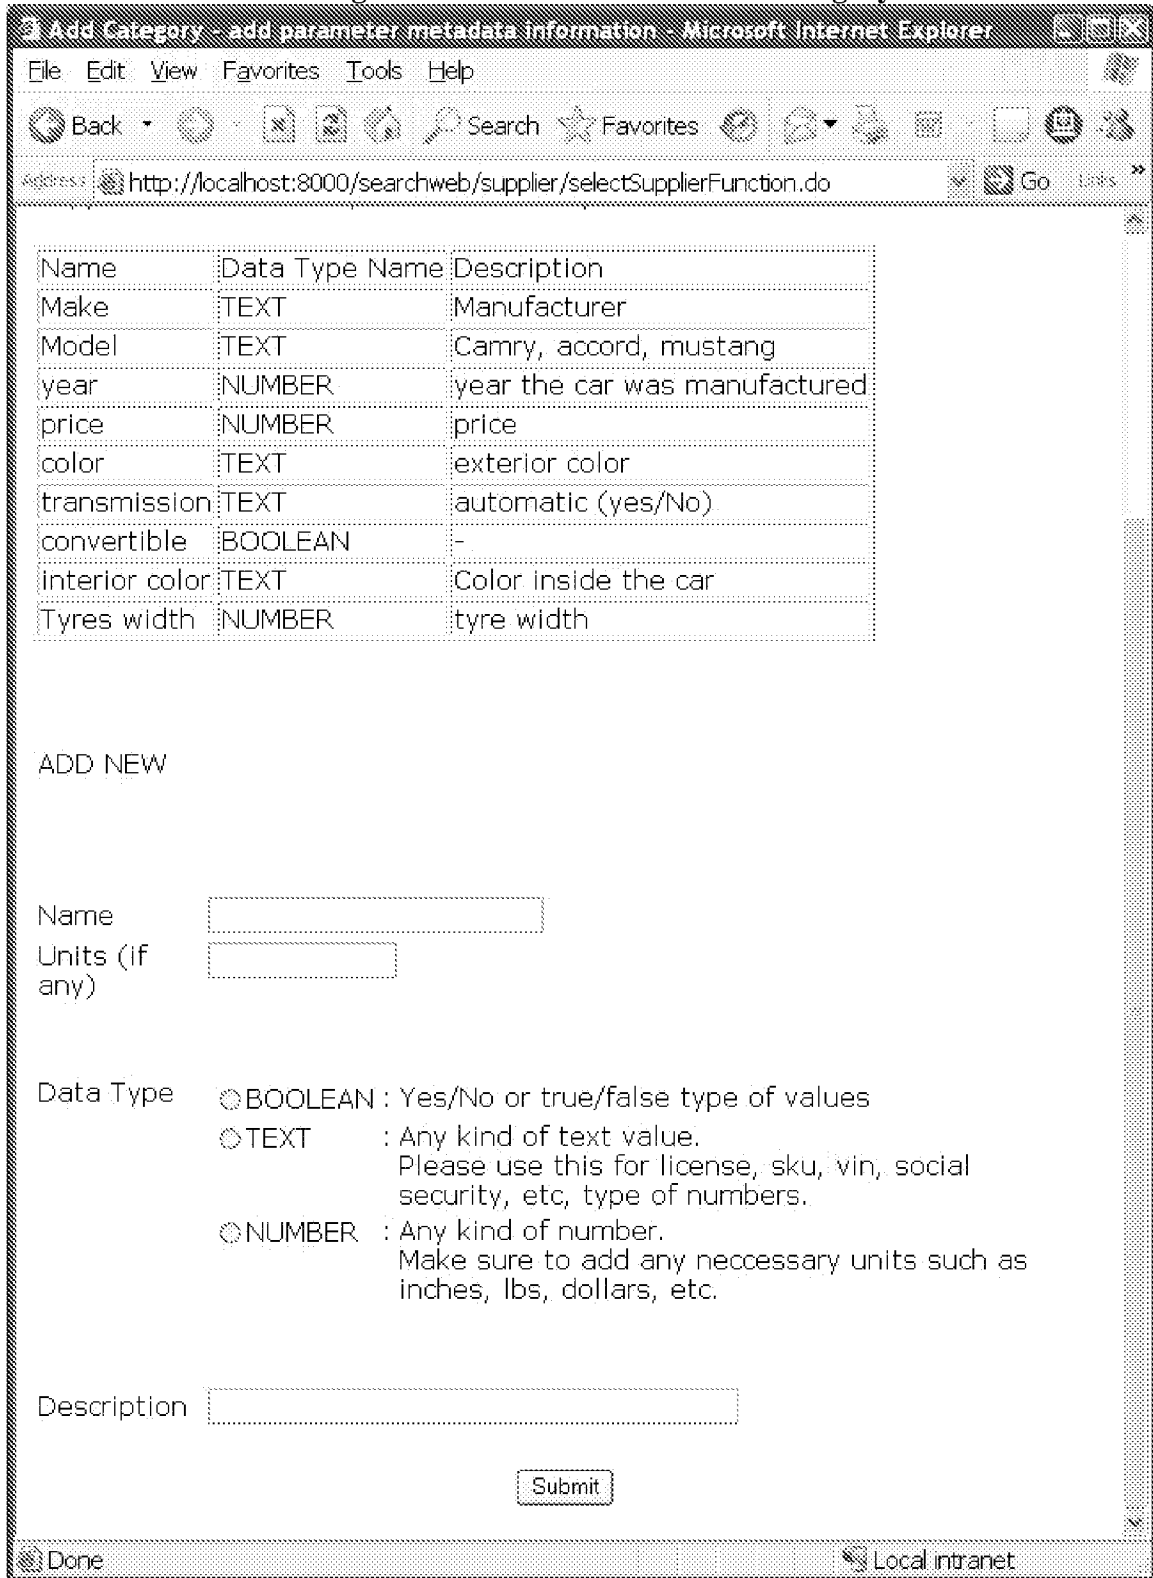 Add Category - add parameter metadata information - Microsoft Internet Explorer
File Edit View Favorites Tools Help
Back Search Favorites
Address http://localhost:8000/searchweb/supplier/selectSupplierFunction.do Go Links »
Name Data Type Name Description
Make TEXT Manufacturer
Model TEXT Camry, accord, mustang
year NUMBER year the car was manufactured
price NUMBER price
color TEXT exterior color
transmission TEXT automatic (yes/No)
convertible BOOLEAN -
interior color TEXT Color inside the car
Tyres width NUMBER tyre width
ADD NEW
Name
Units (if
any)
Data Type BOOLEAN : Yes/No or true/false type of values
TEXT : Any kind of text value.
Please use this for license, sku, vin, social
security, etc, type of numbers.
NUMBER : Any kind of number.
Make sure to add any neccessary units such as
inches, lbs, dollars, etc.
Description
Submit
Done Local intranet